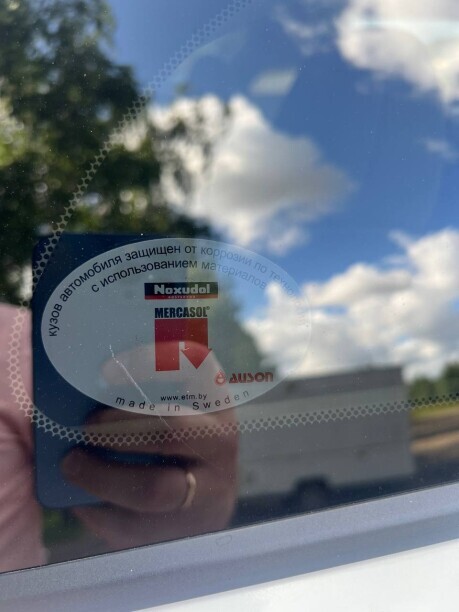 кузов автомобиля защищен от коррозии по
с использованием материалов
Noxudol
MERCASOL®
AUSON
www.etm.by
made in Sweden